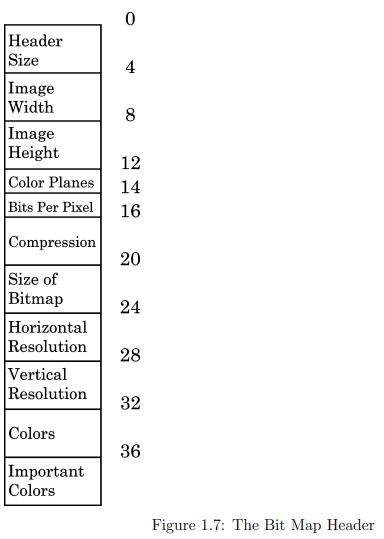 0
Header
Size
4
Image
Width
8
Image
Height
12
Color Planes
14
Bits Per Pixel
16
Compression
20
Size of
Bitmap
24
Horizontal
Resolution
28
Vertical
Resolution
32
Colors
36
Important
Colors
Figure 1.7: The Bit Map Header